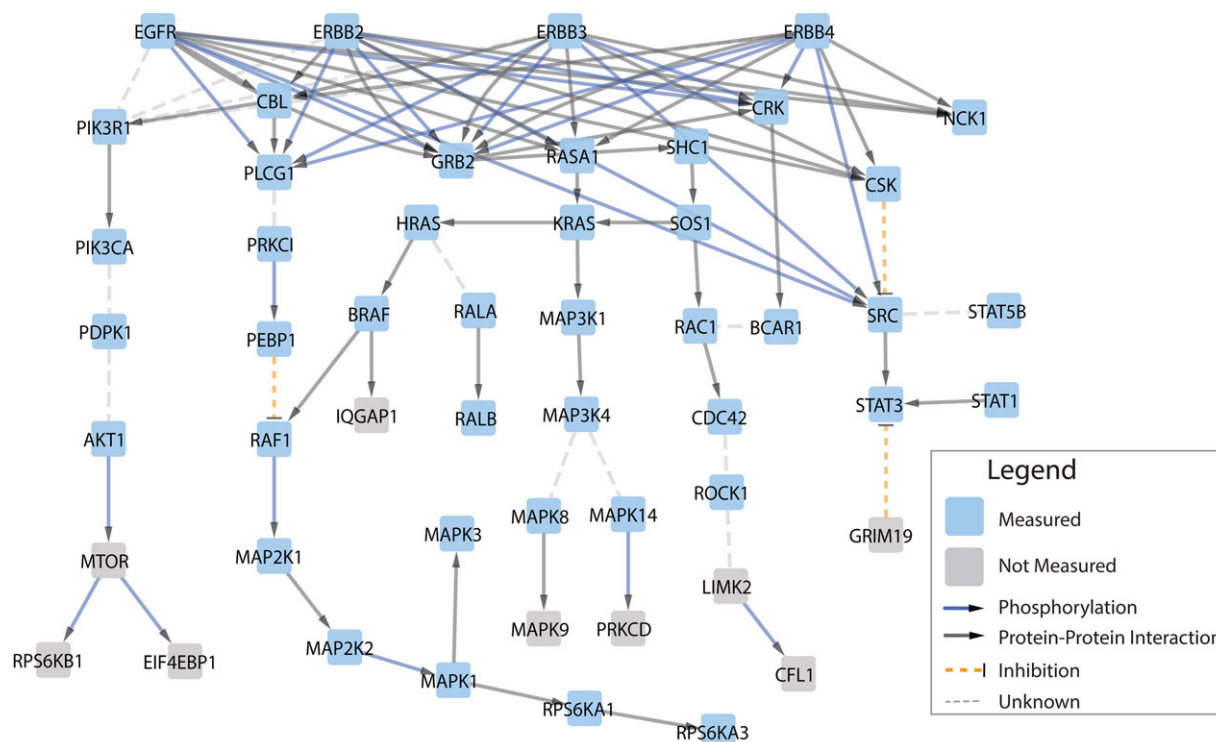 EGFR
ERBB2
ERBB3
ERBB4
CBL
CRK
NCK1
PIK3R1
GRB2
RASA1
SHC1
PLCG1
CSK
PIK3CA
PRKCI
HRAS
KRAS
SOS1
PDPK1
PEBP1
BRAF
RALA
MAP3K1
RAC1
BCAR1
SRC
STAT5B
AKT1
RAF1
IQGAP1
RALB
MAP3K4
CDC42
STAT3
STAT1
ROCK1
MTOR
MAP2K1
MAPK3
MAPK8
MAPK14
GRIM19
LIMK2
RPS6KB1
EIF4EBP1
MAP2K2
MAPK1
MAPK9
PRKCD
CFL1
RPS6KA1
RPS6KA3
Legend
Measured
Not Measured
Phosphorylation
Protein-Protein Interaction
Inhibition
Unknown